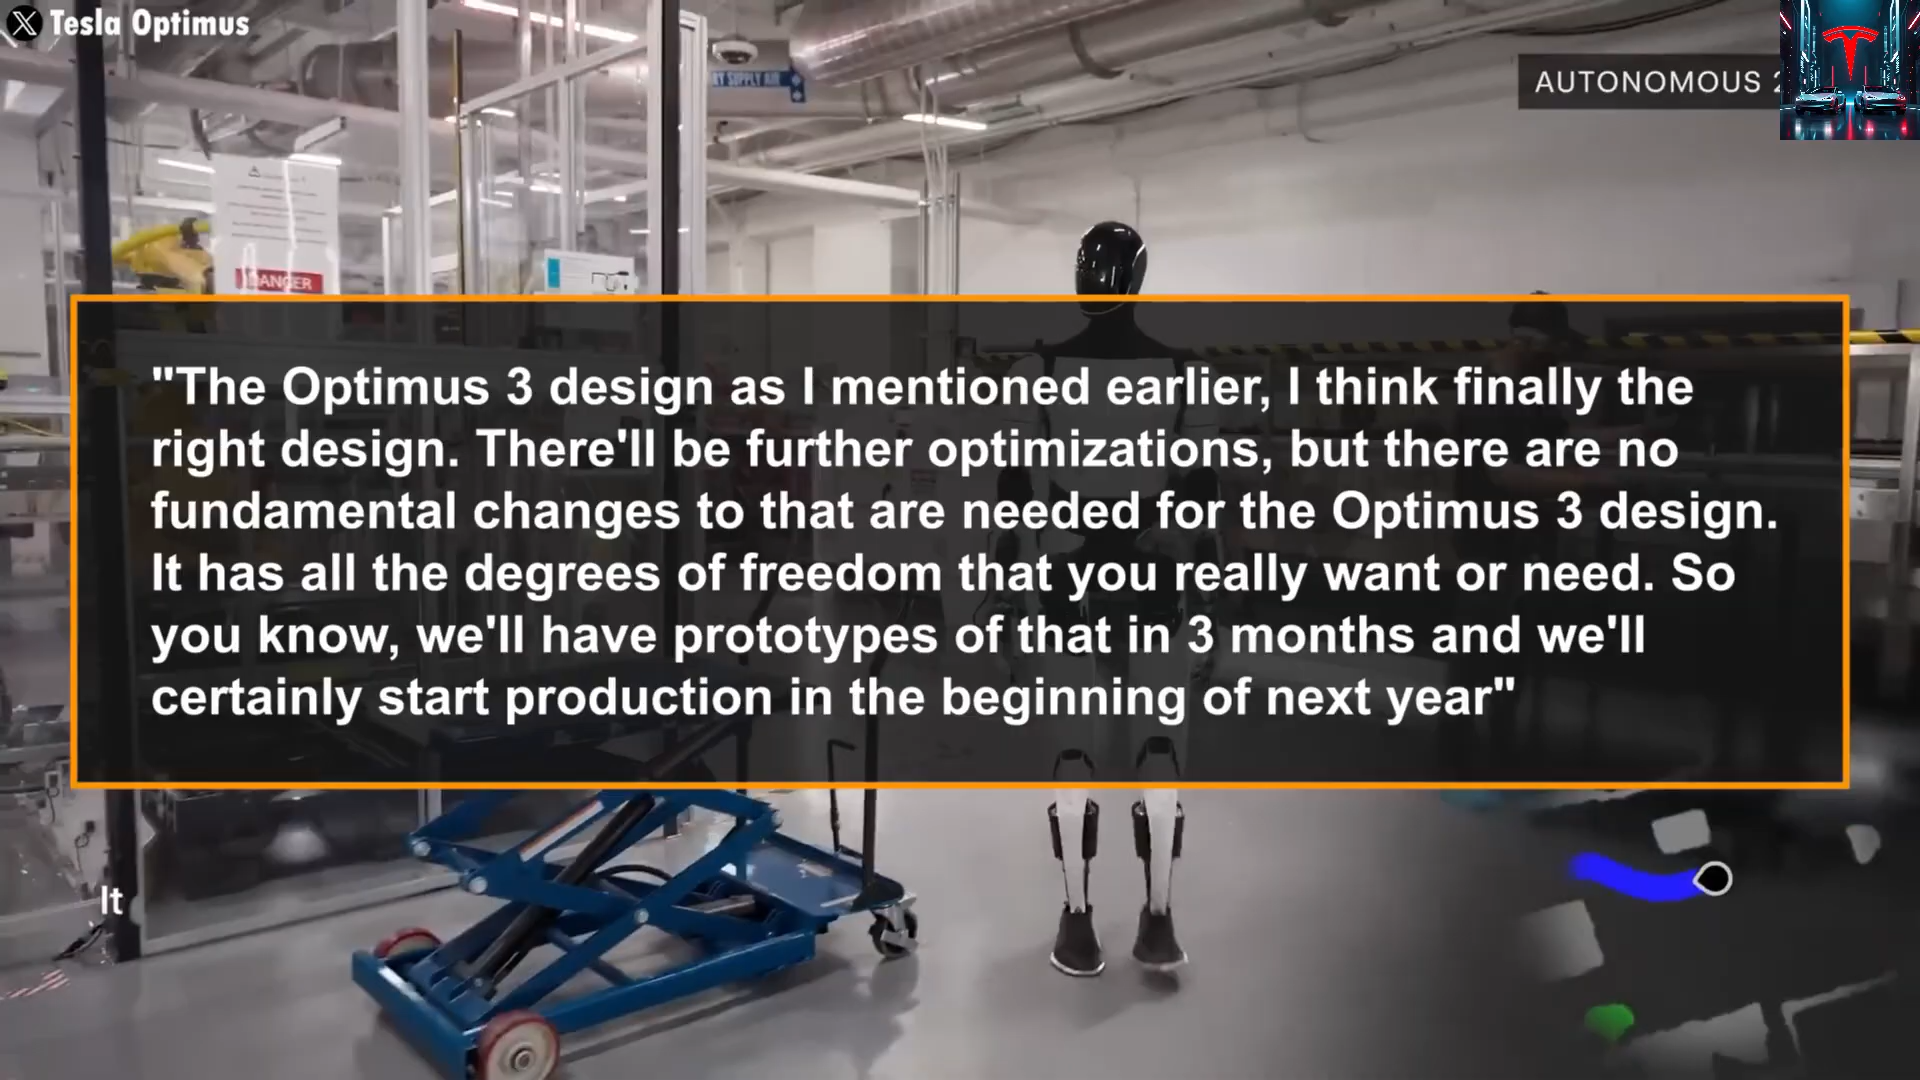 Tesla Optimus
AUTONOMOUS
RY SUPPLY AIR
DANGER
"The Optimus 3 design as I mentioned earlier, I think finally the
right design. There'll be further optimizations, but there are no
fundamental changes to that are needed for the Optimus 3 design.
It has all the degrees of freedom that you really want or need. So
you know, we'll have prototypes of that in 3 months and we'll
certainly start production in the beginning of next year"
It